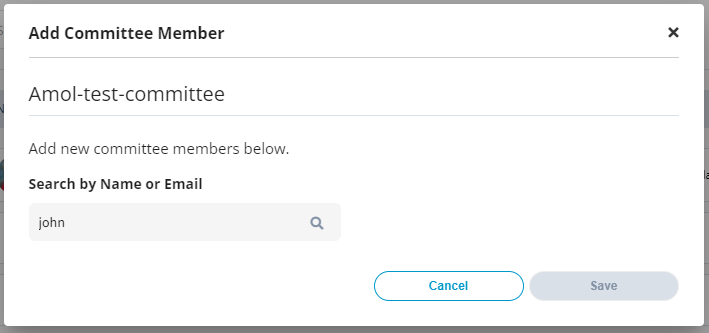 Add Committee Member
Amol-test-committee
Add new committee members below.
Search by Name or Email
john
Cancel
Save